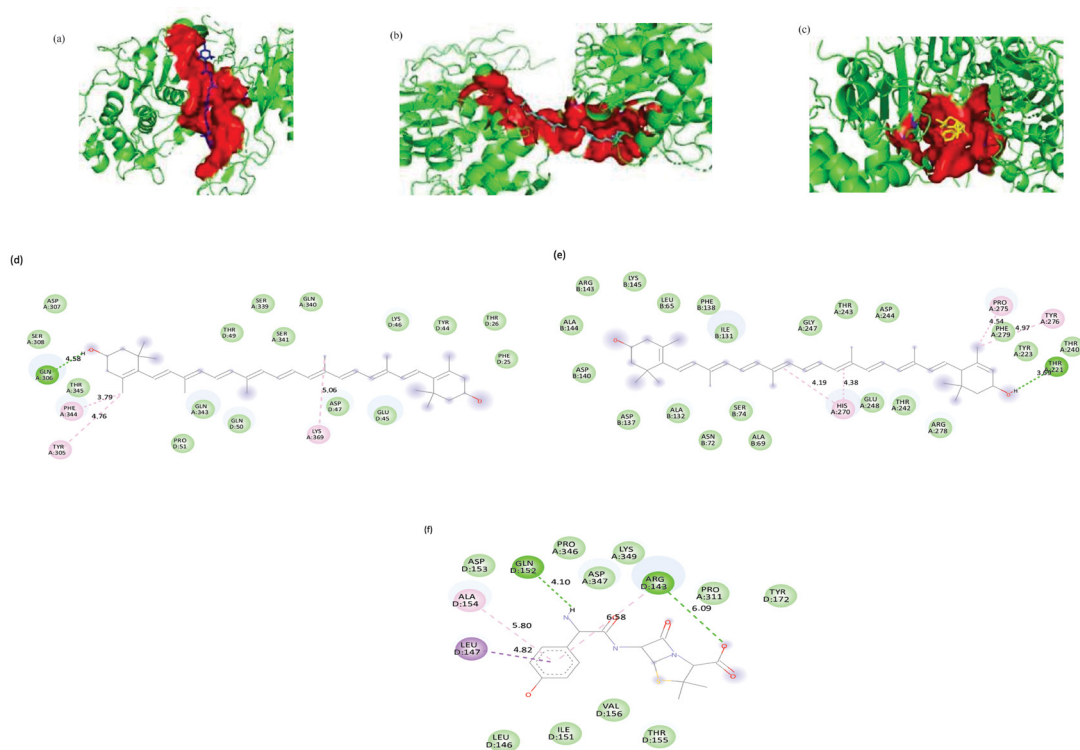 (a)
(b)
(c)
(d)
ASP
A:307
SER
A:308
GLN
A:306
4.58
H
THR
A:345
PHE
A:344
3.79
4.76
TYR
A:305
PRO
D:51
THR
D:49
SER
A:339
SER
A:341
GLN
A:340
GLN
A:343
GLN
D:50
LYS
D:46
TYR
D:44
THR
D:26
PHE
D:25
5.06
ASP
D:47
GLU
D:45
LYS
A:369
(e)
ARG
B:143
LYS
B:145
LEU
B:65
PHE
B:138
ALA
B:144
ILE
B:131
ASP
B:140
ASP
B:137
ALA
B:132
ASN
B:72
SER
B:74
ALA
B:69
GLY
A:247
THR
A:243
ASP
A:244
4.19
4.38
HIS
A:270
GLU
A:248
THR
A:242
ARG
A:278
PRO
A:275
4.54
4.97
TYR
A:276
PHE
A:279
TYR
A:223
THR
A:240
THR
A:221
H
(f)
ASP
D:153
GLN
D:152
PRO
A:346
LYS
A:349
ASP
A:347
ARG
D:143
PRO
A:311
TYR
D:172
ALA
D:154
4.10
H
N
5.80
6.58
6.09
LEU
D:147
4.82
O
N
O
N
S
O
O
O
VAL
D:156
LEU
D:146
ILE
D:151
THR
D:155